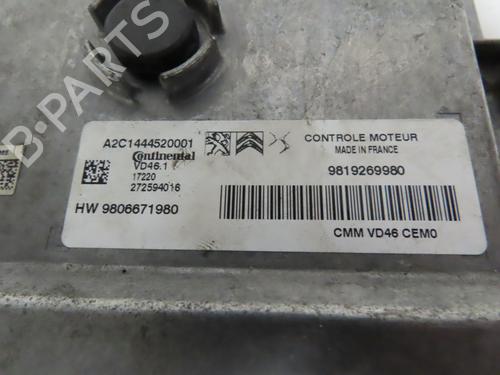 B-PARTS
A2C1444520001
Continental
VD46.1
17220
272594016
HW 9806671980
CONTROLE MOTEUR
MADE IN FRANCE
9819269980
CMM VD46 CEM0